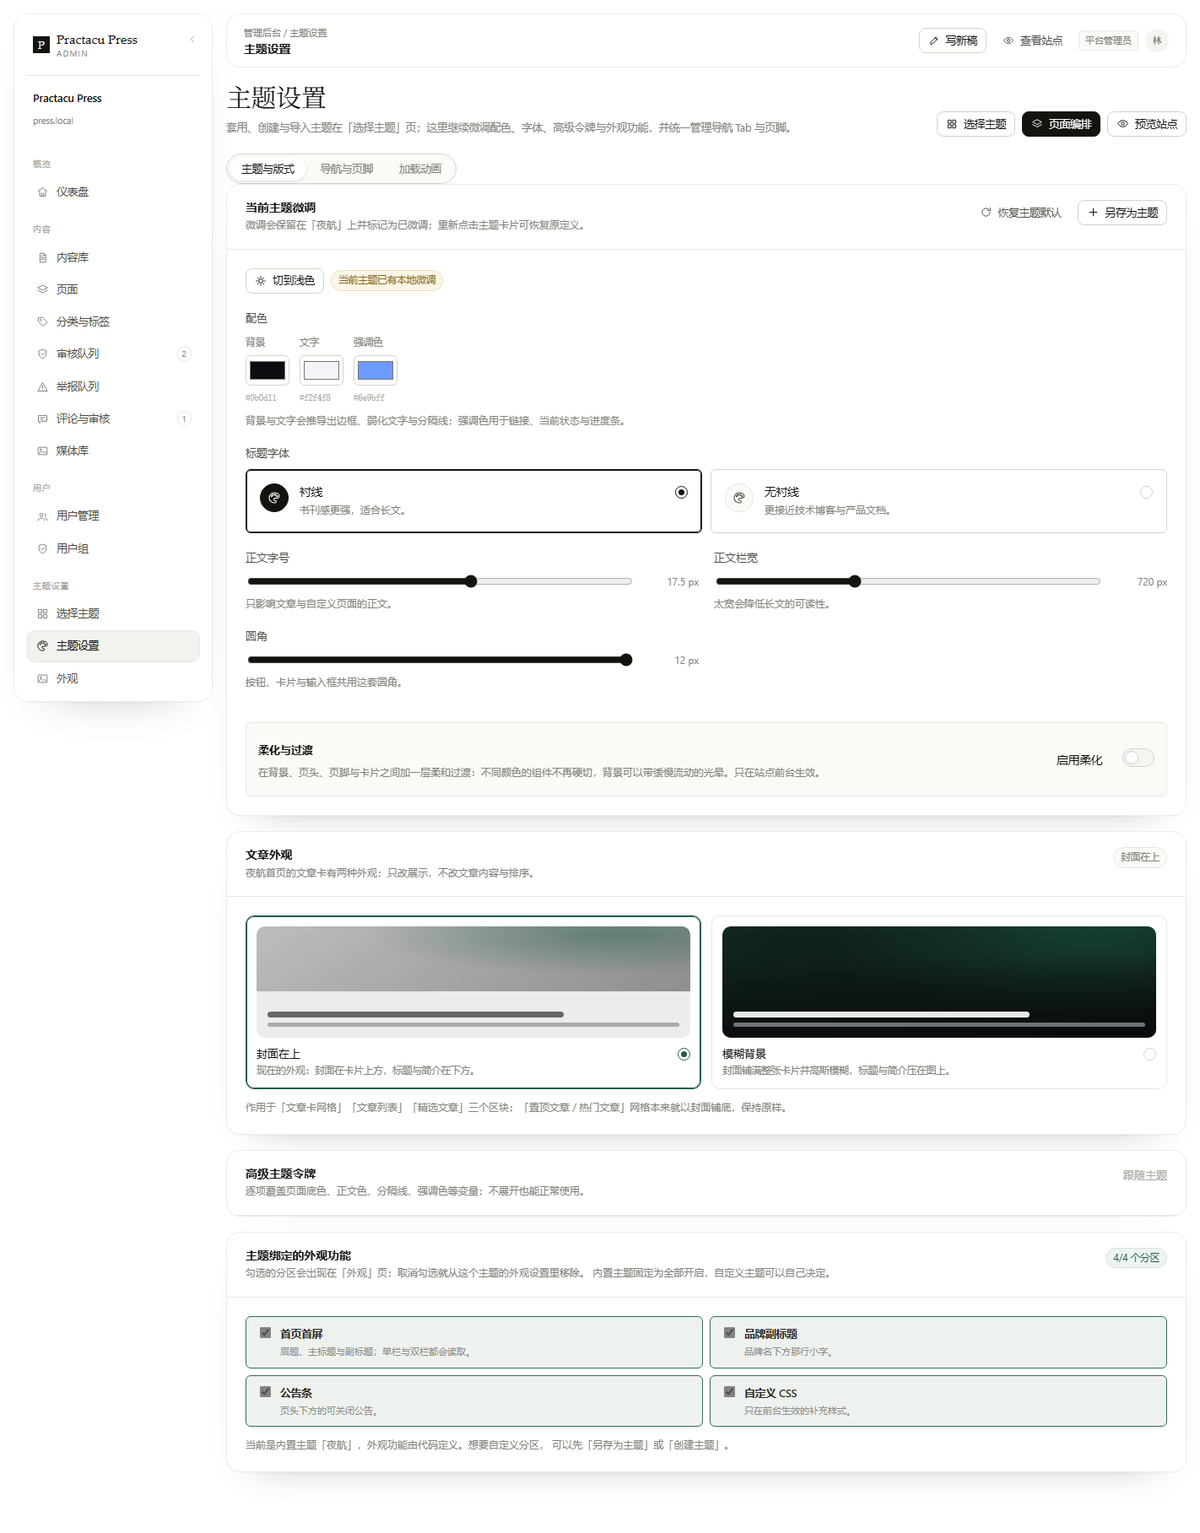 P
Practacu Press
ADMIN
Practacu Press
press.local
概览
仪表盘
内容
内容库
页面
分类与标签
审核队列
2
举报队列
评论与审核
1
媒体库
用户
用户管理
用户组
主题设置
选择主题
主题设置
外观
管理后台 / 主题设置
主题设置
写新稿
查看站点
平台管理员
林
主题设置
套用、创建与导入主题在「选择主题」页；这里继续微调配色、字体、高级令牌与外观功能，并统一管理导航 Tab 与页脚。
选择主题
页面编排
预览站点
主题与版式
导航与页脚
加载动画
当前主题微调
微调会保留在「夜航」上并标记为已微调；重新点击主题卡片可恢复原定义。
恢复主题默认
另存为主题
切到浅色
当前主题已有本地微调
配色
背景
文字
强调色
#0b0d11
#f2f4f8
#6e9bff
背景与文字会推导出边框、弱化文字与分隔线；强调色用于链接、当前状态与进度条。
标题字体
衬线
书刊感更强，适合长文。
无衬线
更接近技术博客与产品文档。
正文字号
17.5 px
只影响文章与自定义页面的正文。
正文栏宽
720 px
太宽会降低长文的可读性。
圆角
12 px
按钮、卡片与输入框共用这套圆角。
柔化与过渡
在背景、页头、页脚与卡片之间加一层柔和过渡：不同颜色的组件不再硬切，背景可以带缓慢流动的光晕。只在站点前台生效。
启用柔化
文章外观
夜航首页的文章卡有两种外观；只改展示，不改文章内容与排序。
封面在上
封面在上
现在的外观：封面在卡片上方，标题与简介在下方。
模糊背景
封面铺满整张卡片并高斯模糊，标题与简介压在图上。
作用于「文章卡网格」「文章列表」「精选文章」三个区块；「置顶文章 / 热门文章」网格本来就以封面铺底，保持原样。
高级主题令牌
逐项覆盖页面底色、正文色、分隔线、强调色等变量；不展开也能正常使用。
跟随主题
主题绑定的外观功能
勾选的分区会出现在「外观」页；取消勾选就从这个主题的外观设置里移除。 内置主题固定为全部开启，自定义主题可以自己决定。
4/4 个分区
首页首屏
眉题、主标题与副标题；单栏与双栏都会读取。
品牌副标题
品牌名下方那行小字。
公告条
页头下方的可关闭公告。
自定义 CSS
只在前台生效的补充样式。
当前是内置主题「夜航」，外观功能由代码定义。想要自定义分区， 可以先「另存为主题」或「创建主题」。